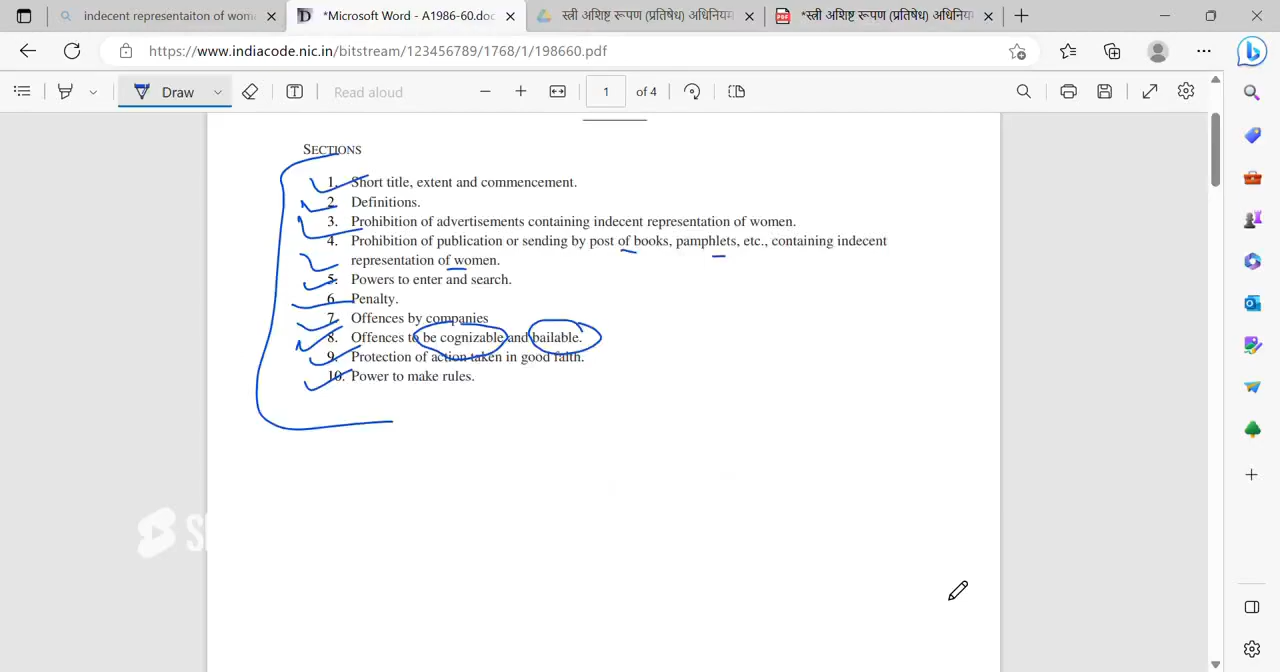 indecent representaiton of wom
*Microsoft Word - A1986-60.doc
स्त्री अशिष्ट रूपण (प्रतिषेध) अधिनियम
*स्त्री अशिष्ट रूपण (प्रतिषेध) अधिनियम
https://www.indiacode.nic.in/bitstream/123456789/1768/1/198660.pdf
Draw
Read aloud
1 of 4
SECTIONS
1. Short title, extent and commencement.
2. Definitions.
3. Prohibition of advertisements containing indecent representation of women.
4. Prohibition of publication or sending by post of books, pamphlets, etc., containing indecent
representation of women.
5. Powers to enter and search.
6. Penalty.
7. Offences by companies
8. Offences to be cognizable and bailable.
9. Protection of action taken in good faith.
10. Power to make rules.